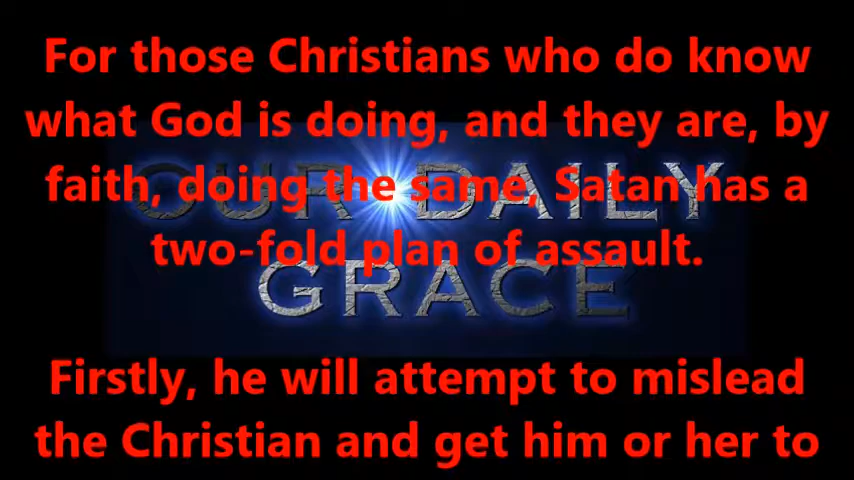 For those Christians who do know
what God is doing, and they are, by
faith, doing the same, Satan has a
two-fold plan of assault.
Firstly, he will attempt to mislead
the Christian and get him or her to
OUR DAILY
GRACE